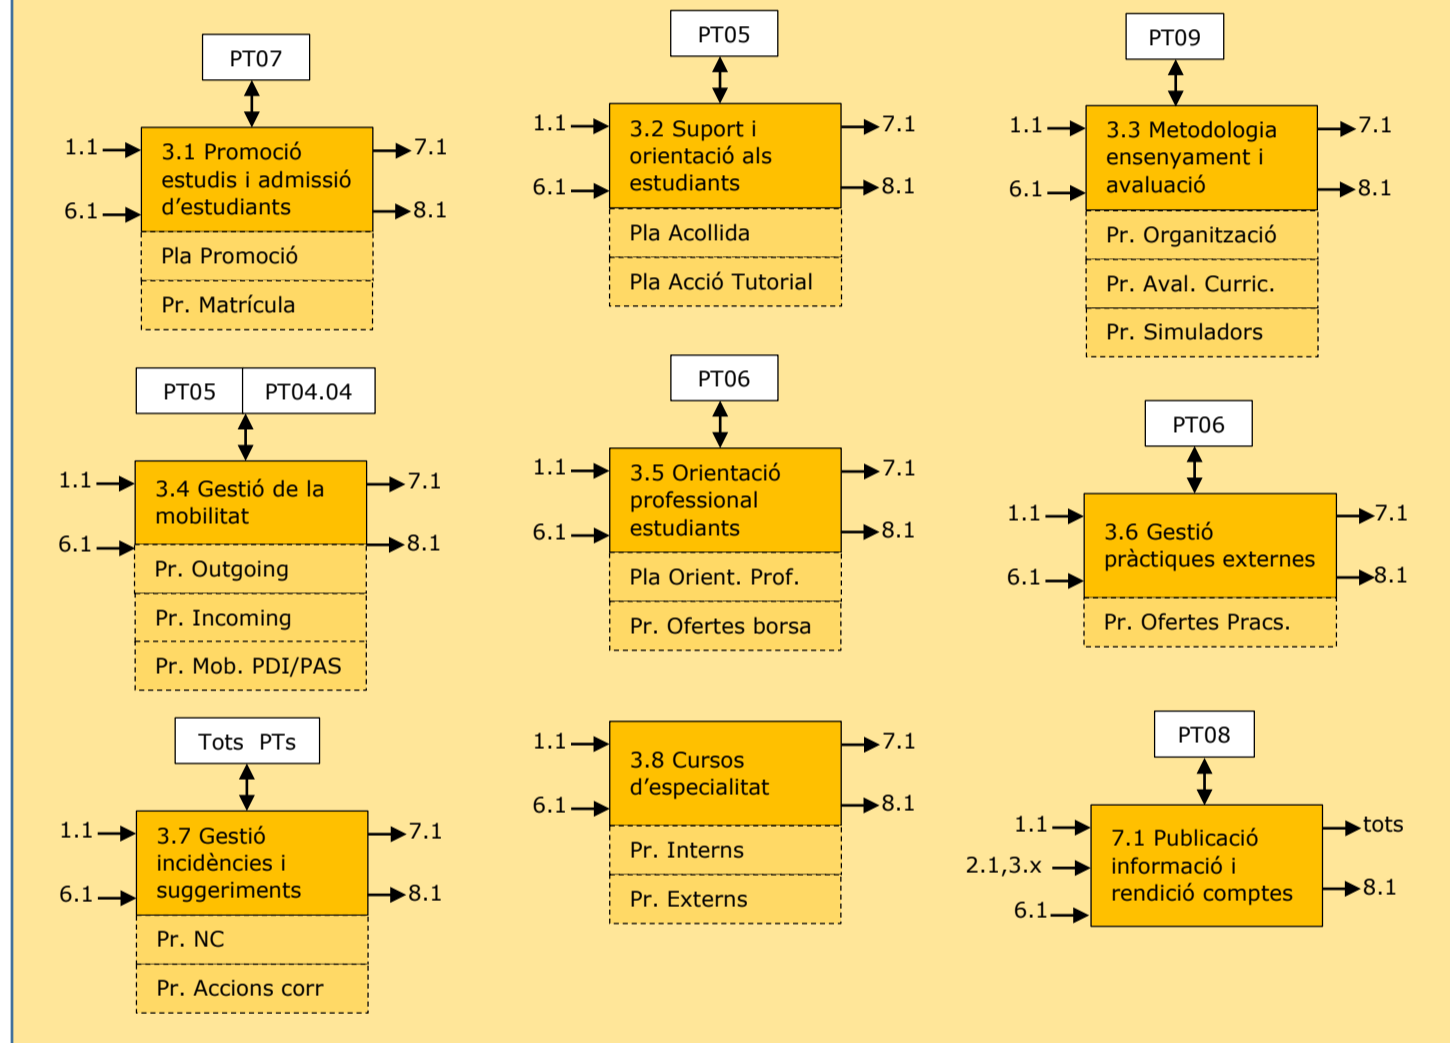 PT07
1.1
6.1
3.1 Promoció
estudis i admissió
d’estudiants
7.1
8.1
Pla Promoció
Pr. Matrícula
PT05
1.1
6.1
3.2 Suport i
orientació als
estudiants
7.1
8.1
Pla Acollida
Pla Acció Tutorial
PT09
1.1
6.1
3.3 Metodologia
ensenyament i
avaluació
7.1
8.1
Pr. Organització
Pr. Aval. Curric.
Pr. Simuladors
PT05 PT04.04
1.1
6.1
3.4 Gestió de la
mobilitat
7.1
8.1
Pr. Outgoing
Pr. Incoming
Pr. Mob. PDI/PAS
PT06
1.1
6.1
3.5 Orientació
professional
estudiants
7.1
8.1
Pla Orient. Prof.
Pr. Ofertes borsa
PT06
1.1
6.1
3.6 Gestió
pràctiques externes
7.1
8.1
Pr. Ofertes Pracs.
Tots PTs
1.1
6.1
3.7 Gestió
incidències i
suggeriments
7.1
8.1
Pr. NC
Pr. Accions corr
1.1
6.1
3.8 Cursos
d’especialitat
7.1
8.1
Pr. Interns
Pr. Externs
PT08
1.1
2.1,3.x
6.1
7.1 Publicació
informació i
rendició comptes
tots
8.1